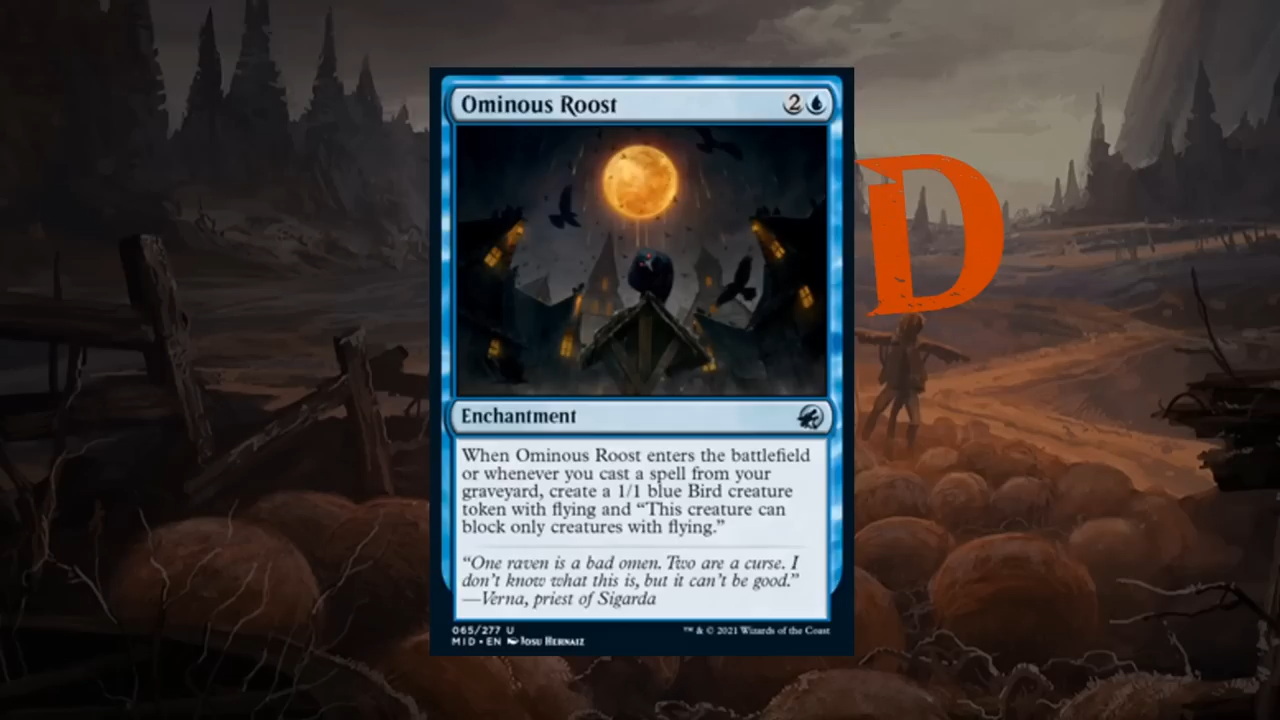 Ominous Roost 2
D
Enchantment
When Ominous Roost enters the battlefield
or whenever you cast a spell from your
graveyard, create a 1/1 blue Bird creature
token with flying and “This creature can
block only creatures with flying.”
“One raven is a bad omen. Two are a curse. I
don’t know what this is, but it can’t be good.”
—Verna, priest of Sigarda
065/277 U
MID • EN Josu Hernaiz
™ & © 2021 Wizards of the Coast